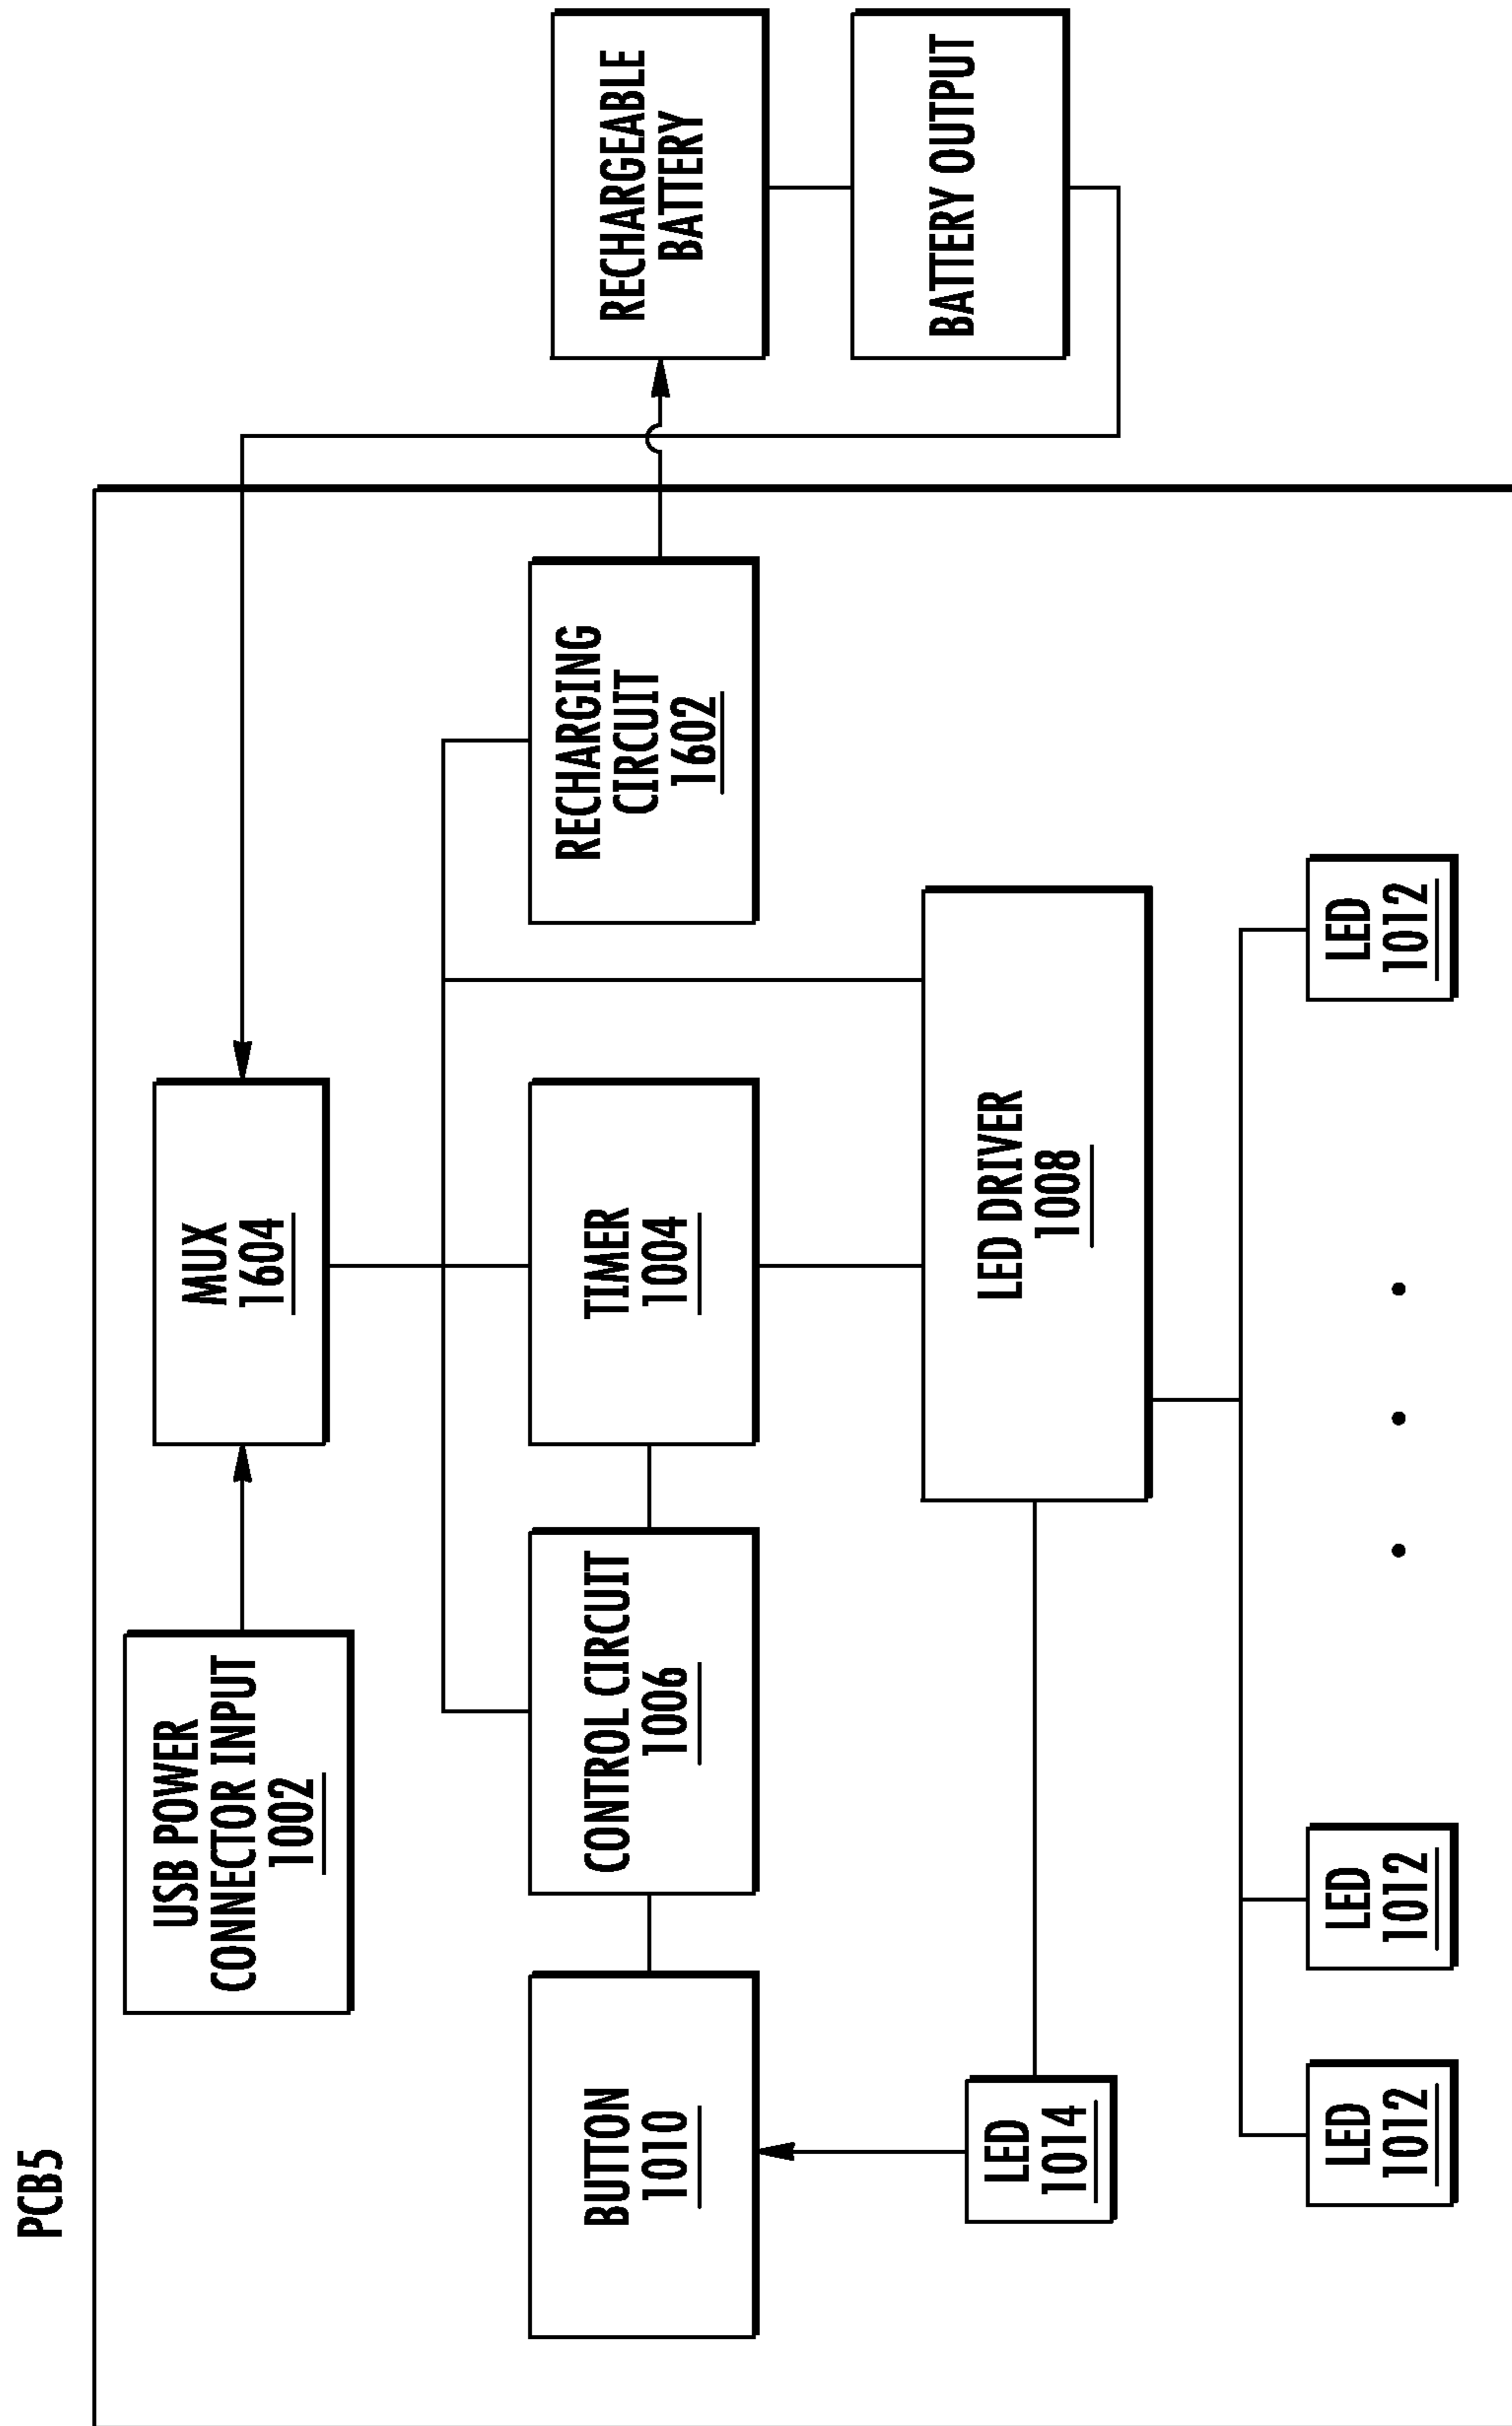 PCB5
USB POWER
CONNECTOR INPUT
1002
MUX
1604
BUTTON
1010
CONTROL CIRCUIT
1006
TIMER
1004
RECHARGING
CIRCUIT
1602
RECHARGEABLE
BATTERY
BATTERY OUTPUT
LED
1014
LED DRIVER
1008
LED
1012
LED
1012
LED
1012